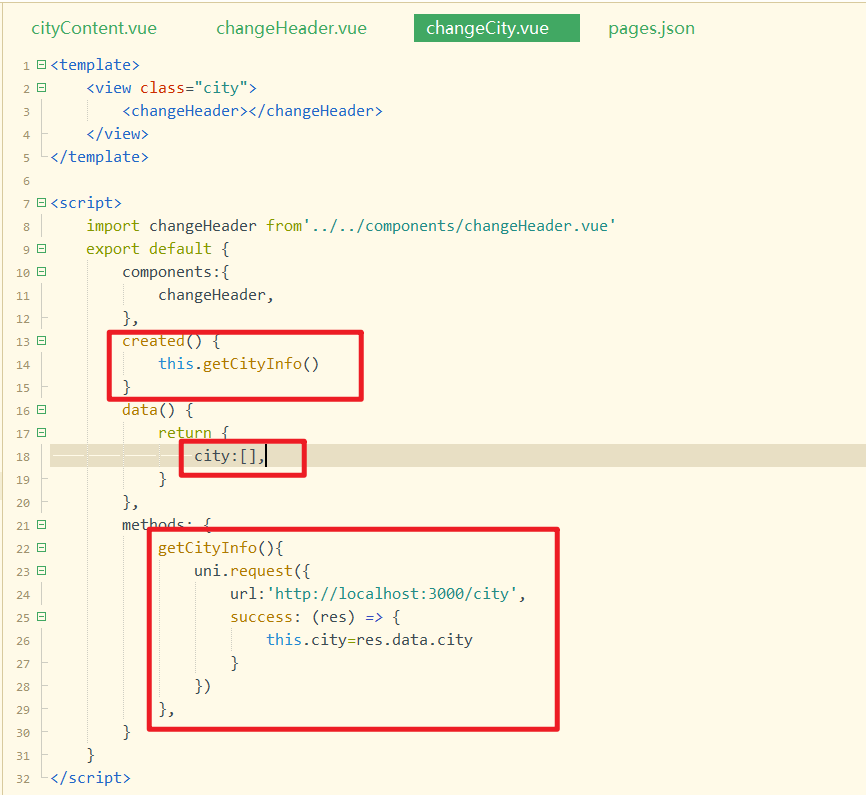 cityContent.vue changeHeader.vue changeCity.vue pages.json
1 <template>
2 <view class="city">
3 <changeHeader></changeHeader>
4 </view>
5 </template>
6
7 <script>
8 import changeHeader from'../../components/changeHeader.vue'
9 export default {
10 components:{
11 changeHeader,
12 },
13 created() {
14 this.getCityInfo()
15 }
16 data() {
17 return {
18 city:[],
19 }
20 },
21 methods: {
22 getCityInfo(){
23 uni.request({
24 url:'http://localhost:3000/city',
25 success: (res) => {
26 this.city=res.data.city
27 }
28 })
29 },
30 }
31 }
32 </script>